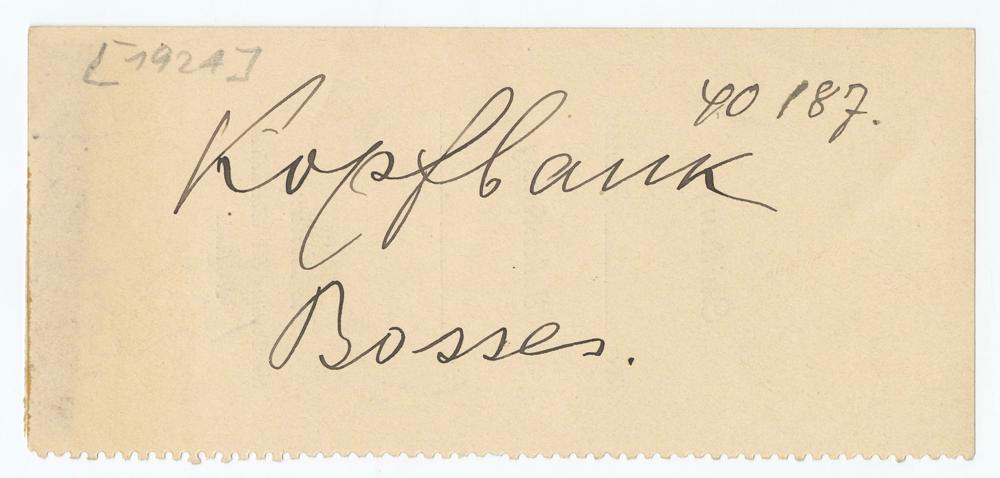 [1924]
40 187.
Kopfbank
Bosses.